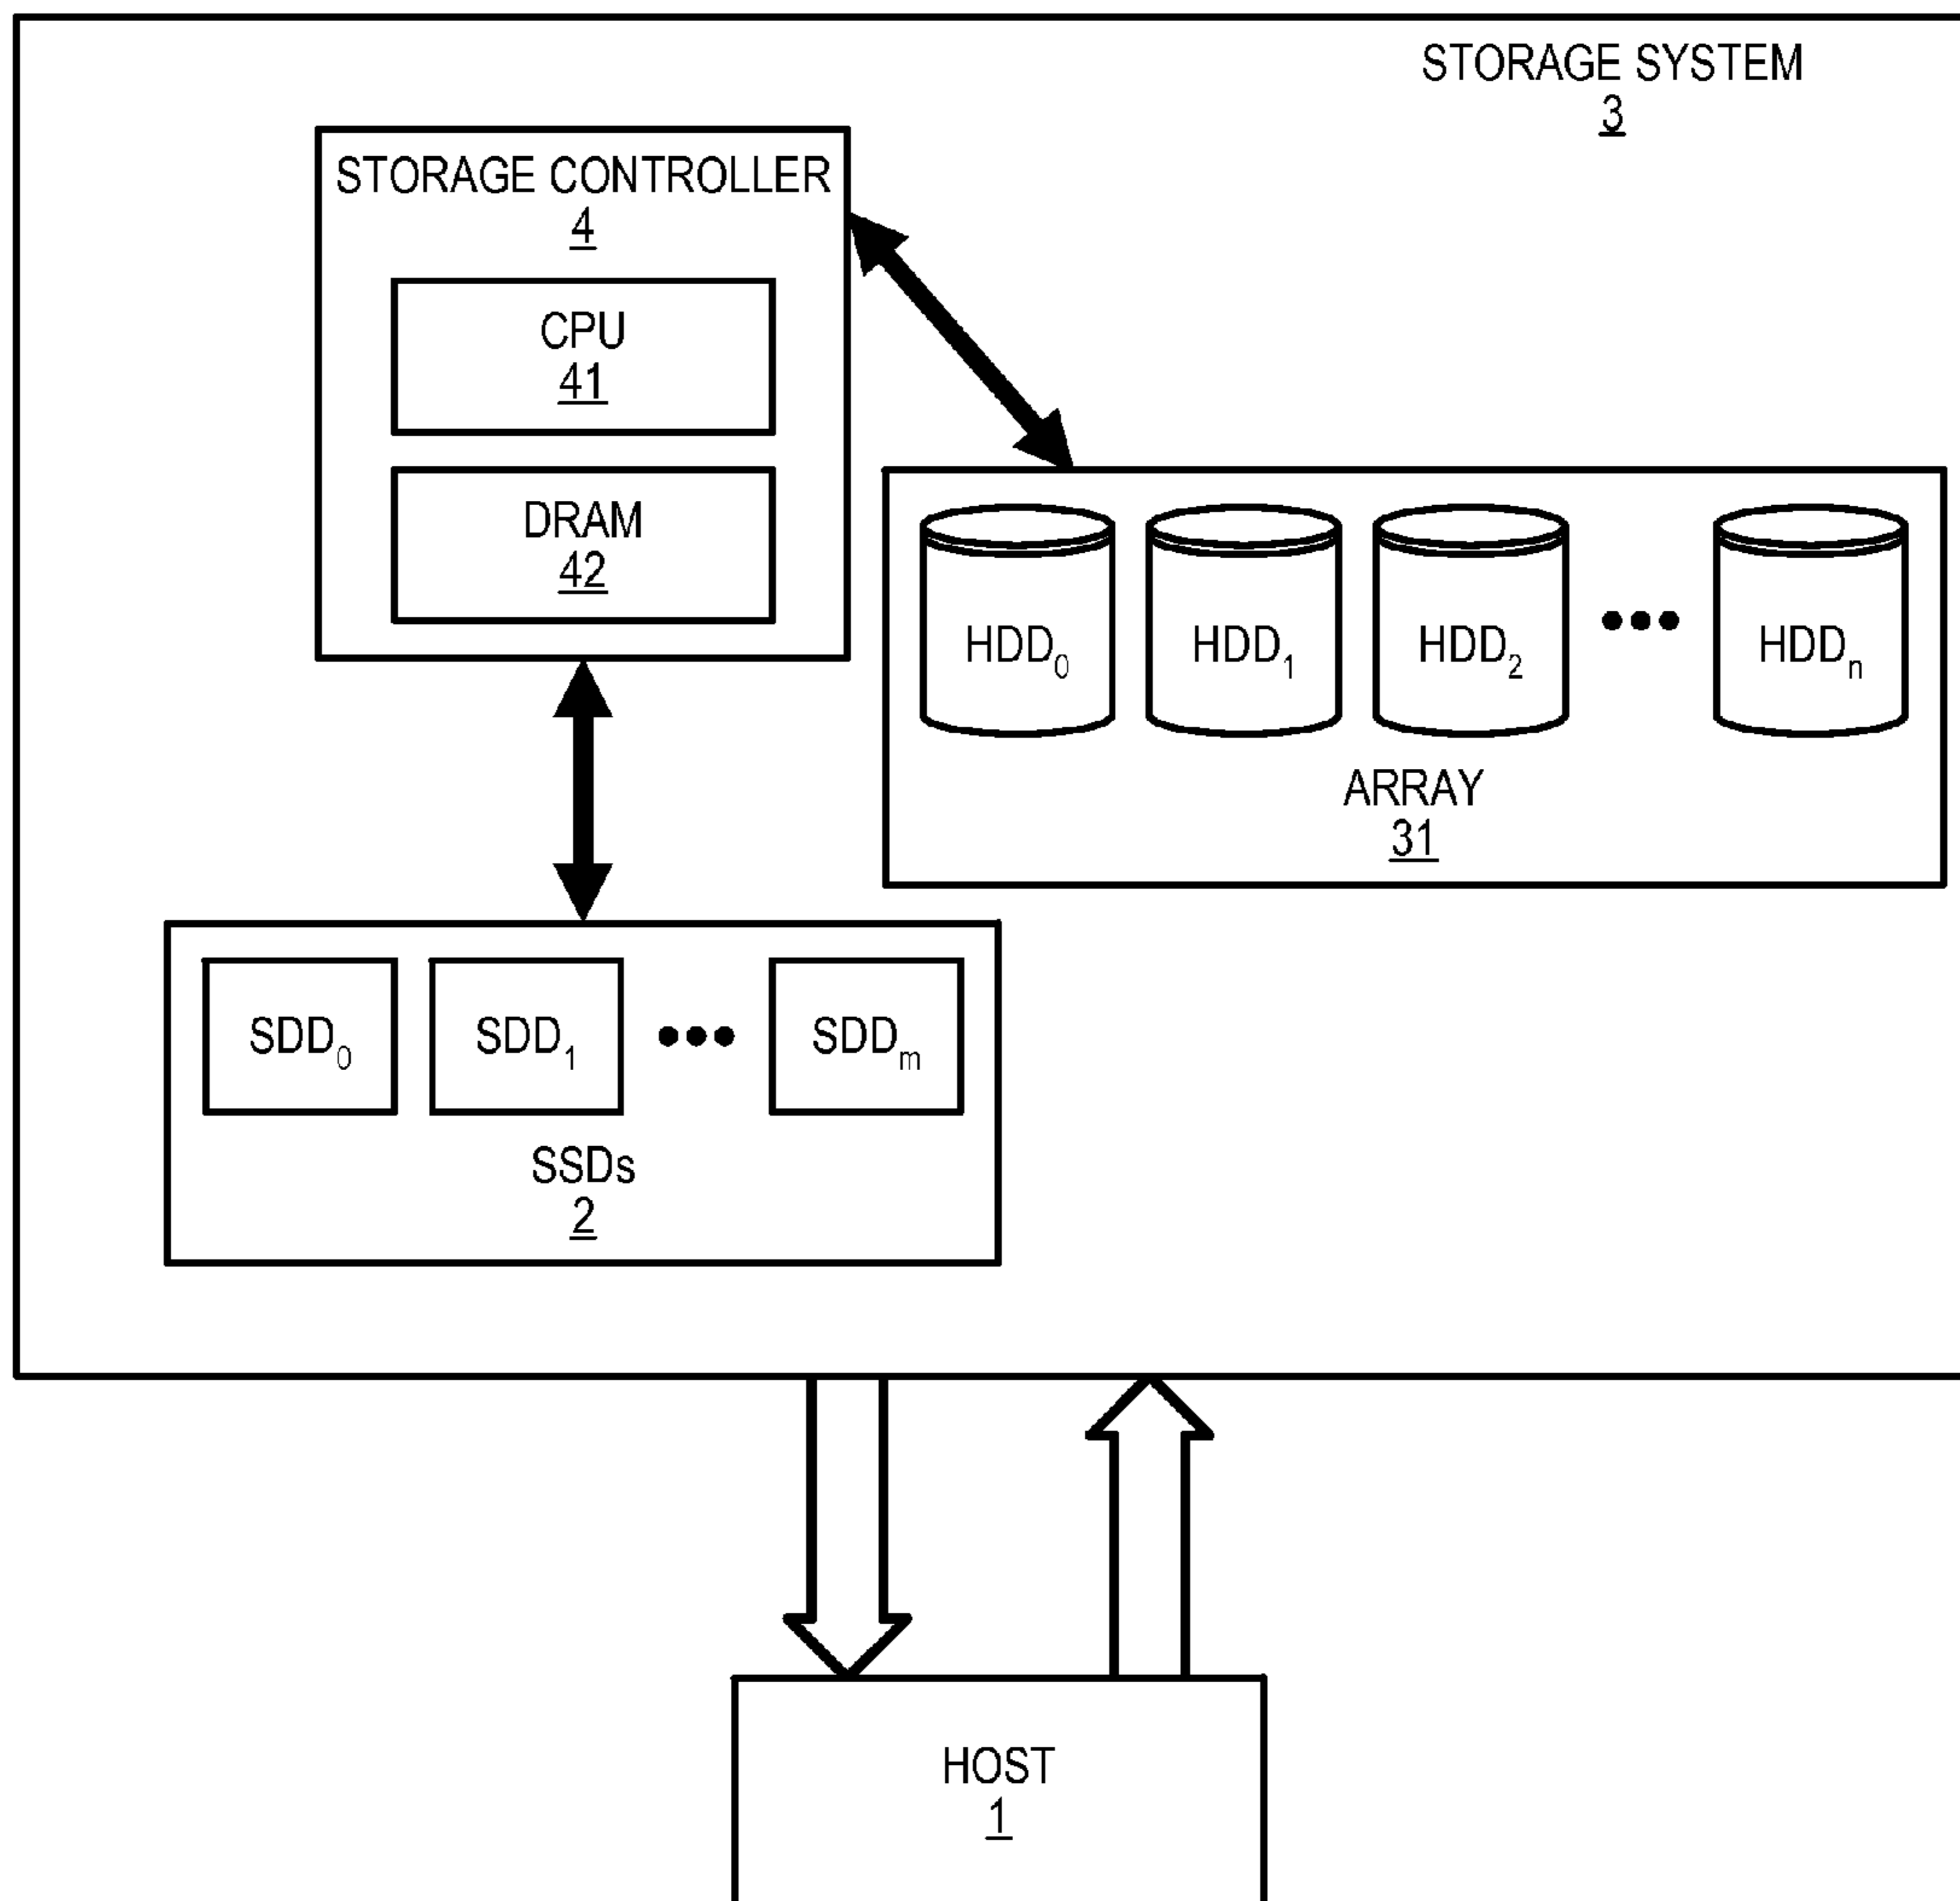 STORAGE SYSTEM
3
STORAGE CONTROLLER
4
CPU
41
DRAM
42
HDD0 HDD1 HDD2 ••• HDDn
ARRAY
31
SDD0 SDD1 ••• SDDm
SSDs
2
HOST
1